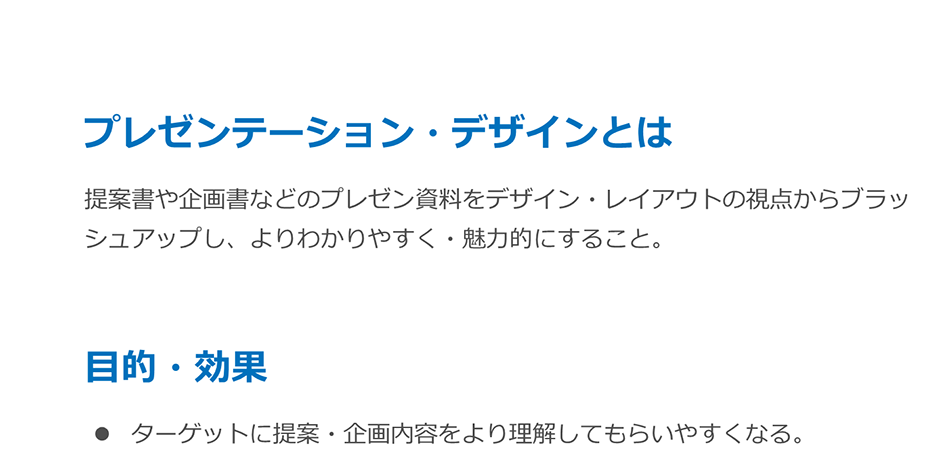 プレゼンテーション・デザインとは
提案書や企画書などのプレゼン資料をデザイン・レイアウトの視点からブラッ
シュアップし、よりわかりやすく・魅力的にすること。
目的・効果
● ターゲットに提案・企画内容をより理解してもらいやすくなる。